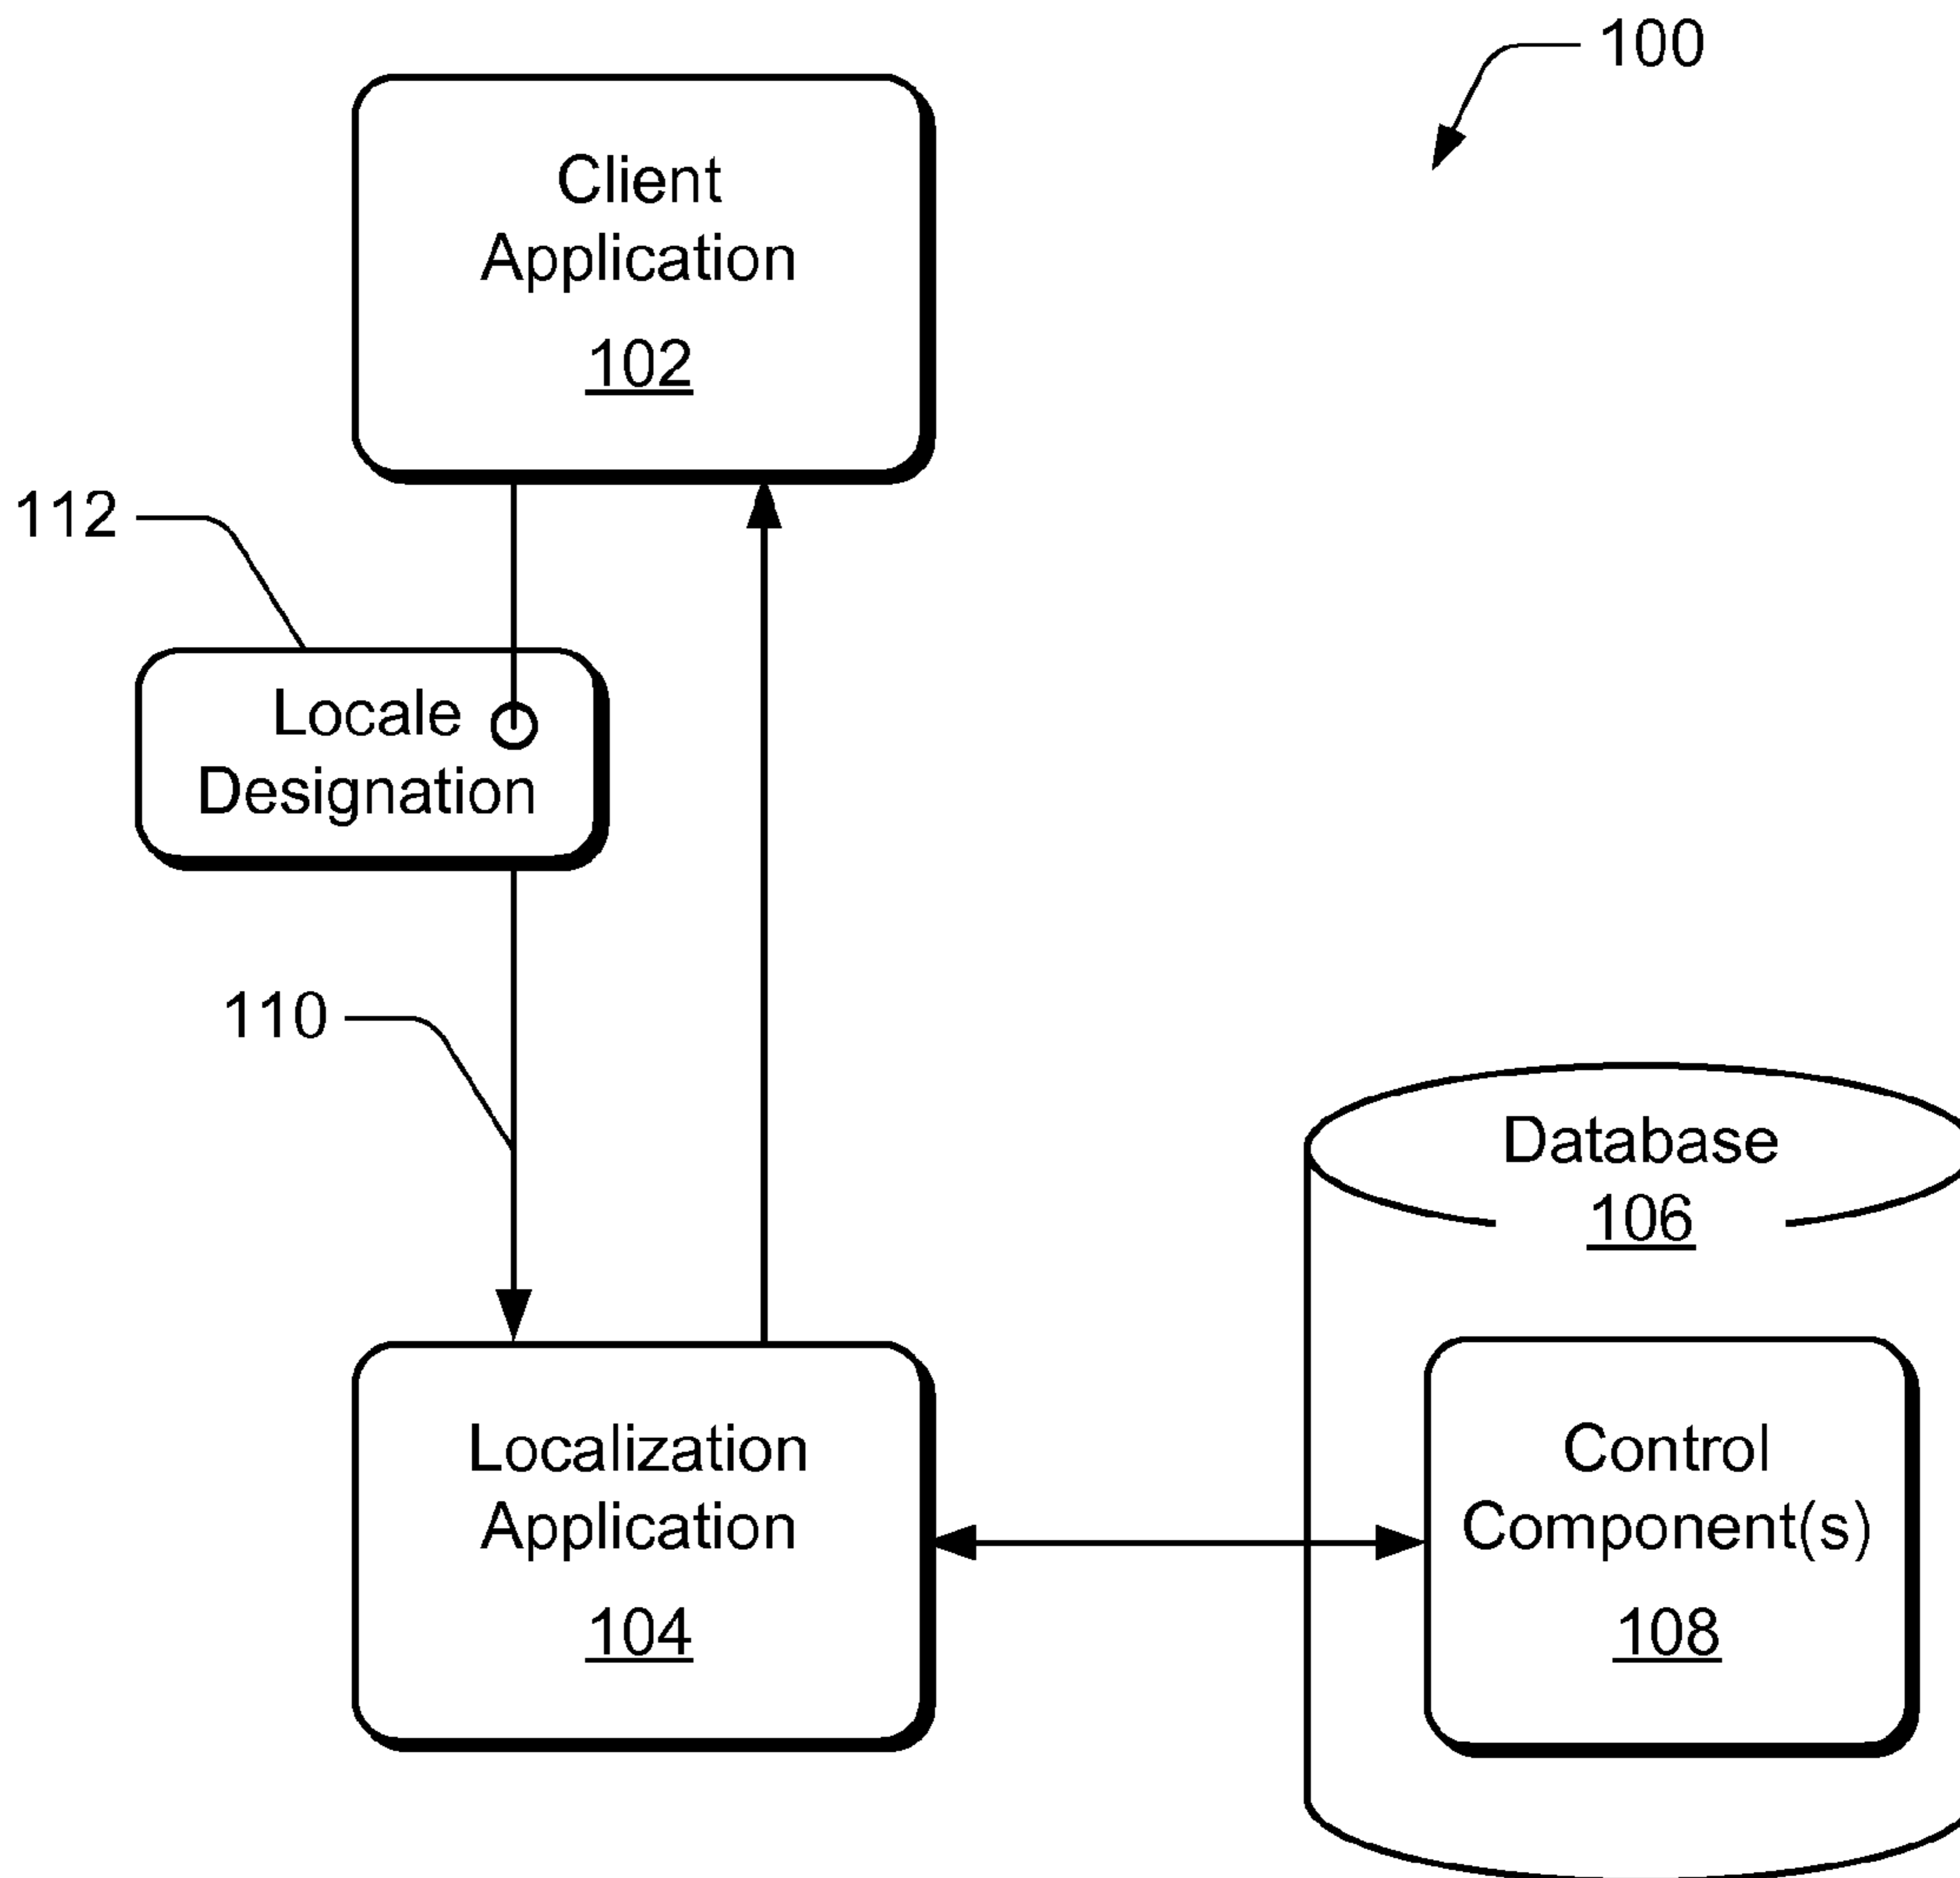 100
Client
Application
102
112
Locale
Designation
110
Database
106
Localization
Application
104
Control
Component(s)
108